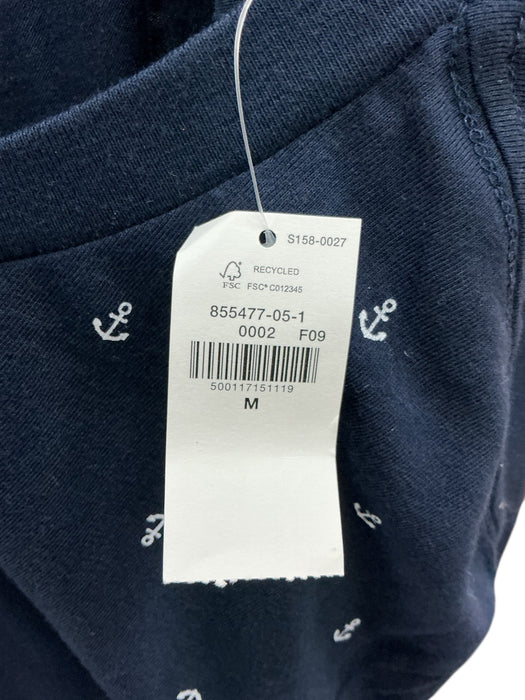 S158-0027
RECYCLED
FSC FSC® C012345
855477-05-1
0002 F09
500117151119
M